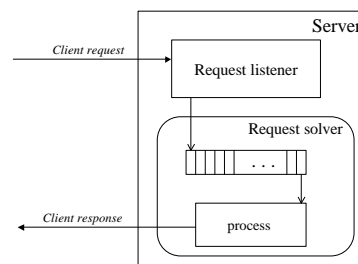 Server
Client request
Request listener
Request solver
. . .
Client response
process